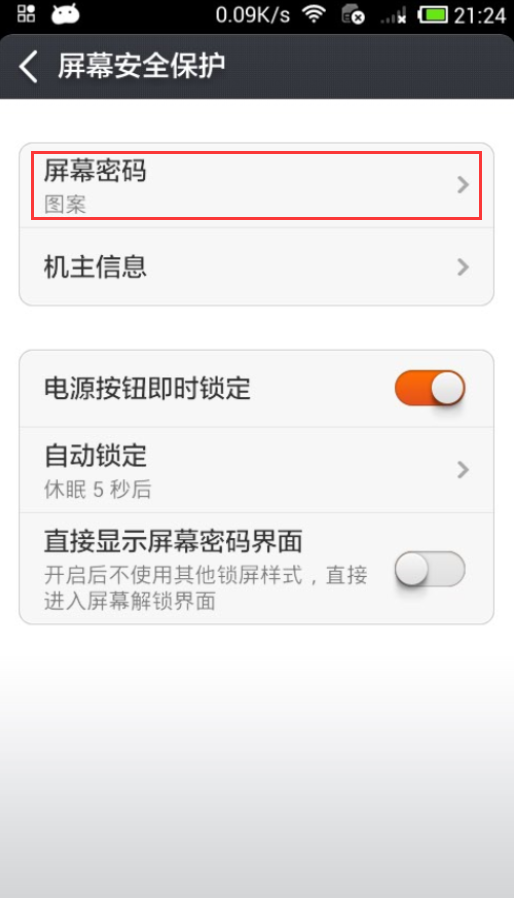 0.09K/s 21:24
屏幕安全保护
屏幕密码
图案
机主信息
电源按钮即时锁定
自动锁定
休眠 5 秒后
直接显示屏幕密码界面
开启后不使用其他锁屏样式，直接
进入屏幕解锁界面